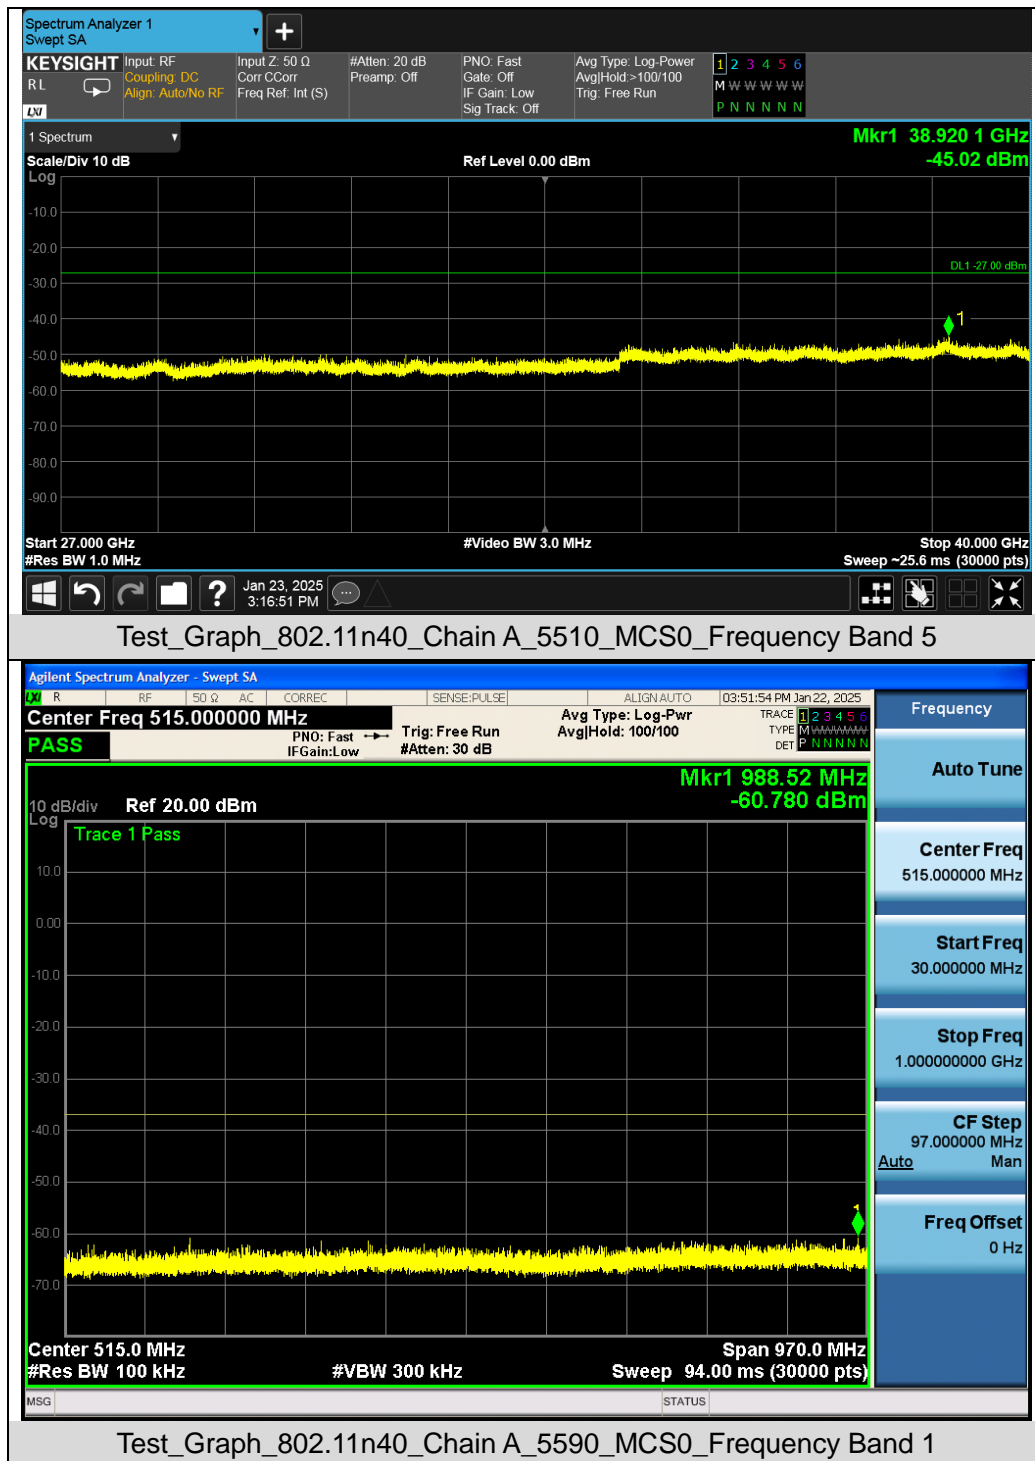 Spectrum Analyzer 1
Swept SA
KEYSIGHT
R L
LXI
Input: RF
Coupling: DC
Align: Auto/No RF
Input Z: 50 Ω
Corr CCorr
Freq Ref: Int (S)
#Atten: 20 dB
Preamp: Off
PNO: Fast
Gate: Off
IF Gain: Low
Sig Track: Off
Avg Type: Log-Power
Avg|Hold:>100/100
Trig: Free Run
1 2 3 4 5 6
M W W W W W
P N N N N N
1 Spectrum
Mkr1 38.920 1 GHz
Scale/Div 10 dB
Ref Level 0.00 dBm
-45.02 dBm
Log
-10.0
-20.0
DL1 -27.00 dBm
-30.0
-40.0
1
-50.0
-60.0
-70.0
-80.0
-90.0
Start 27.000 GHz
#Video BW 3.0 MHz
Stop 40.000 GHz
#Res BW 1.0 MHz
Sweep ~25.6 ms (30000 pts)
Jan 23, 2025
3:16:51 PM
Test_Graph_802.11n40_Chain A_5510_MCS0_Frequency Band 5
Agilent Spectrum Analyzer - Swept SA
LXI R RF 50 Ω AC CORREC SENSE:PULSE ALIGN AUTO 03:51:54 PM Jan 22, 2025
Center Freq 515.000000 MHz
PASS
PNO: Fast
IFGain:Low
Trig: Free Run
#Atten: 30 dB
Avg Type: Log-Pwr
Avg|Hold: 100/100
TRACE 1 2 3 4 5 6
TYPE M W W W W W
DET P N N N N N
Frequency
Mkr1 988.52 MHz
-60.780 dBm
10 dB/div Ref 20.00 dBm
Log
Trace 1 Pass
10.0
0.00
-10.0
-20.0
-30.0
-40.0
-50.0
-60.0
-70.0
1
Center 515.0 MHz
Span 970.0 MHz
#Res BW 100 kHz
#VBW 300 kHz
Sweep 94.00 ms (30000 pts)
Auto Tune
Center Freq
515.000000 MHz
Start Freq
30.000000 MHz
Stop Freq
1.000000000 GHz
CF Step
97.000000 MHz
Auto Man
Freq Offset
0 Hz
MSG
STATUS
Test_Graph_802.11n40_Chain A_5590_MCS0_Frequency Band 1